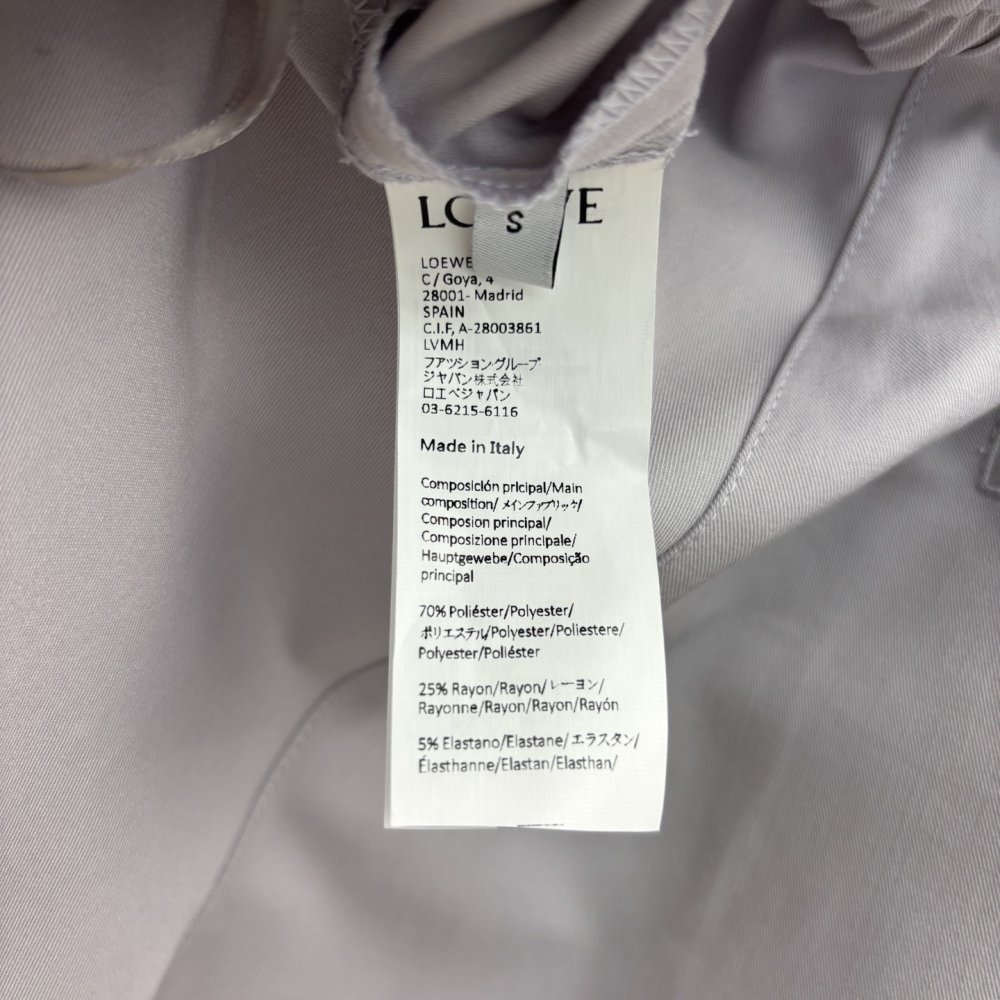 LOEWE
S
LOEWE
C/ Goya, 4
28001- Madrid
SPAIN
C.I.F, A-28003861
LVMH
フアツション・グループ
ジャパン株式会社
ロエベジャパン
03-6215-6116
Made in Italy
Composición pricipal/Main
composition/ メインファブリック/
Composion principal/
Composizione principale/
Hauptgewebe/Composição
principal
70% Poliéster/Polyester/
ポリエステル/Polyester/Poliestere/
Polyester/Poliéster
25% Rayon/Rayon/レーヨン/
Rayonne/Rayon/Rayon/Rayón
5% Elastano/Elastane/エラスタン/
Élasthanne/Elastan/Elasthan/